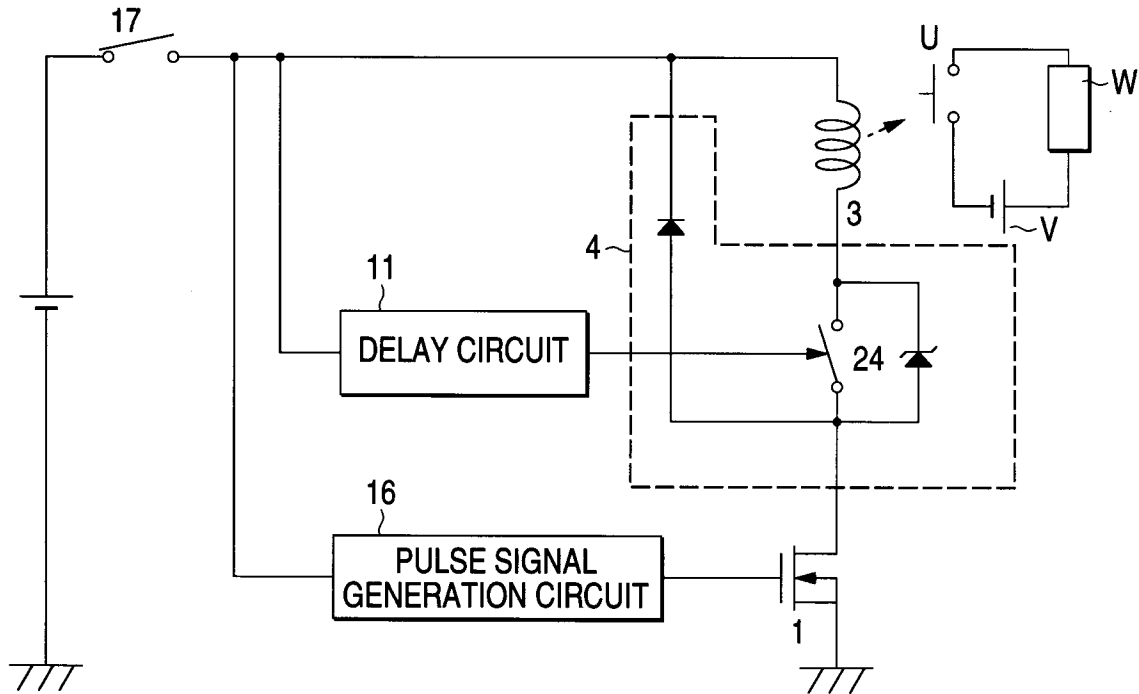 17
U
W
3
V
4
11
DELAY CIRCUIT
24
16
PULSE SIGNAL
GENERATION CIRCUIT
1